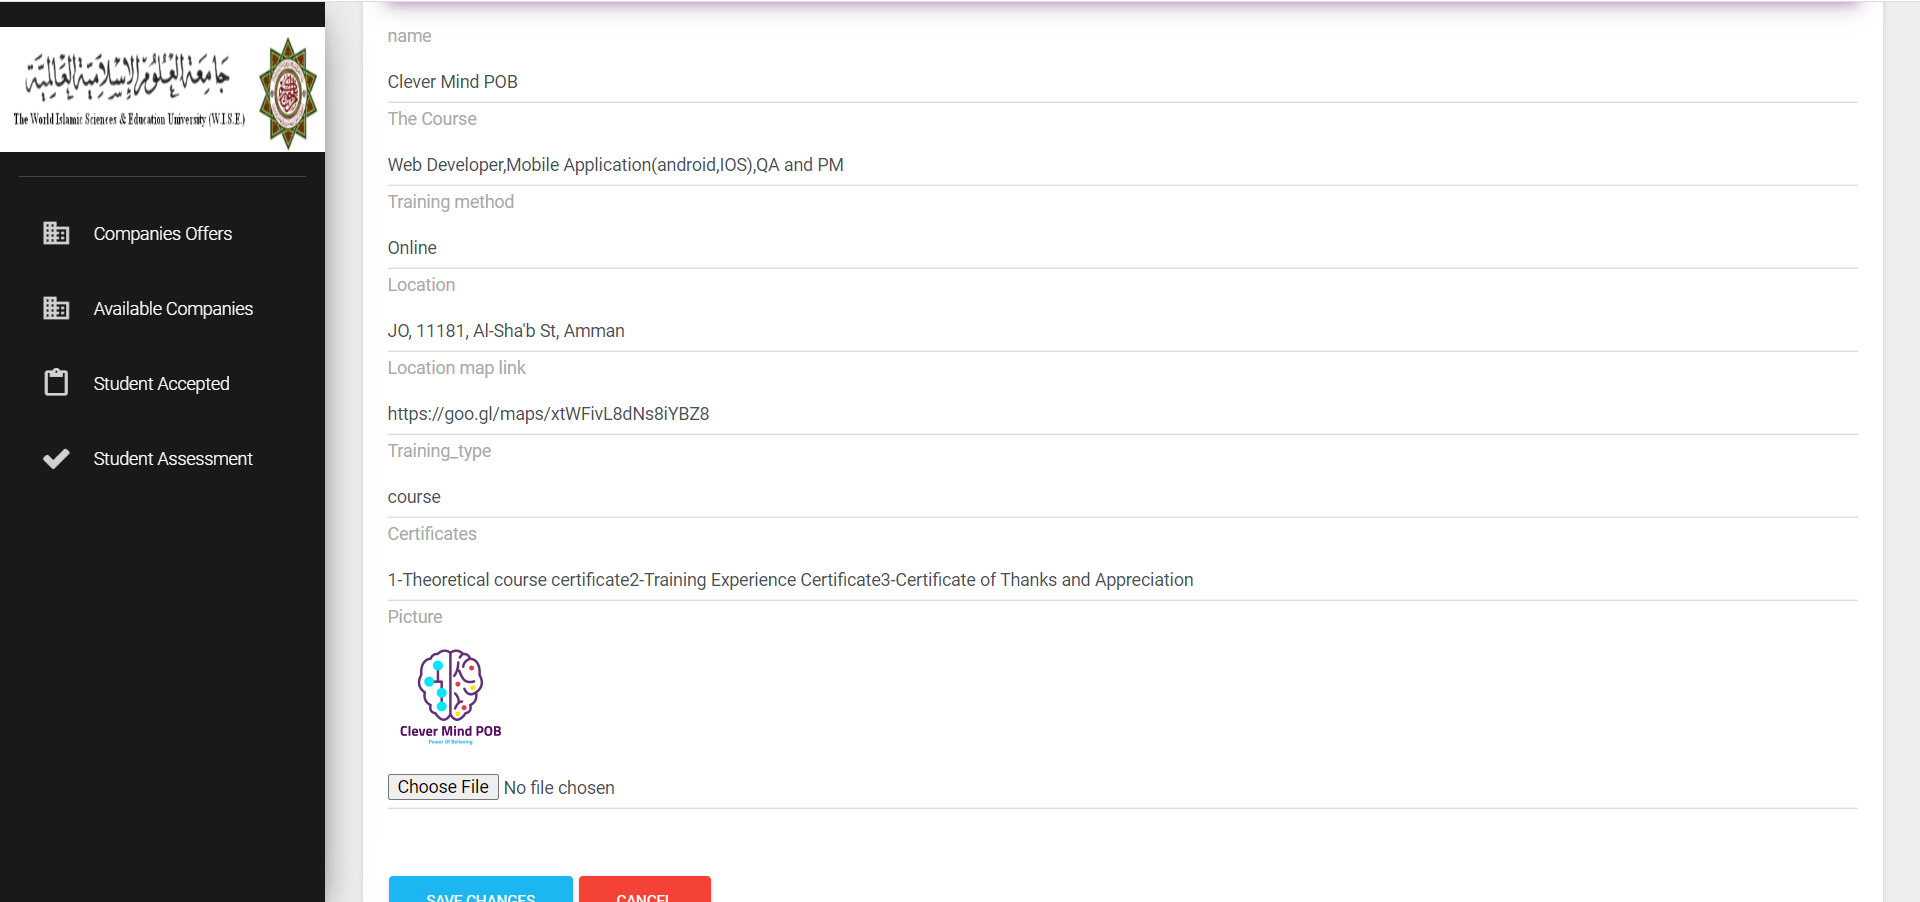 جامعة العلوم الإسلامية العالمية
The World Islamic Sciences & Education University (W.I.S.E.)
Companies Offers
Available Companies
Student Accepted
Student Assessment
name
Clever Mind POB
The Course
Web Developer,Mobile Application(android,IOS),QA and PM
Training method
Online
Location
JO, 11181, Al-Sha'b St, Amman
Location map link
https://goo.gl/maps/xtWFivL8dNs8iYBZ8
Training_type
course
Certificates
1-Theoretical course certificate2-Training Experience Certificate3-Certificate of Thanks and Appreciation
Picture
Clever Mind POB
Power Of Believing
Choose File No file chosen
SAVE CHANGES CANCEL